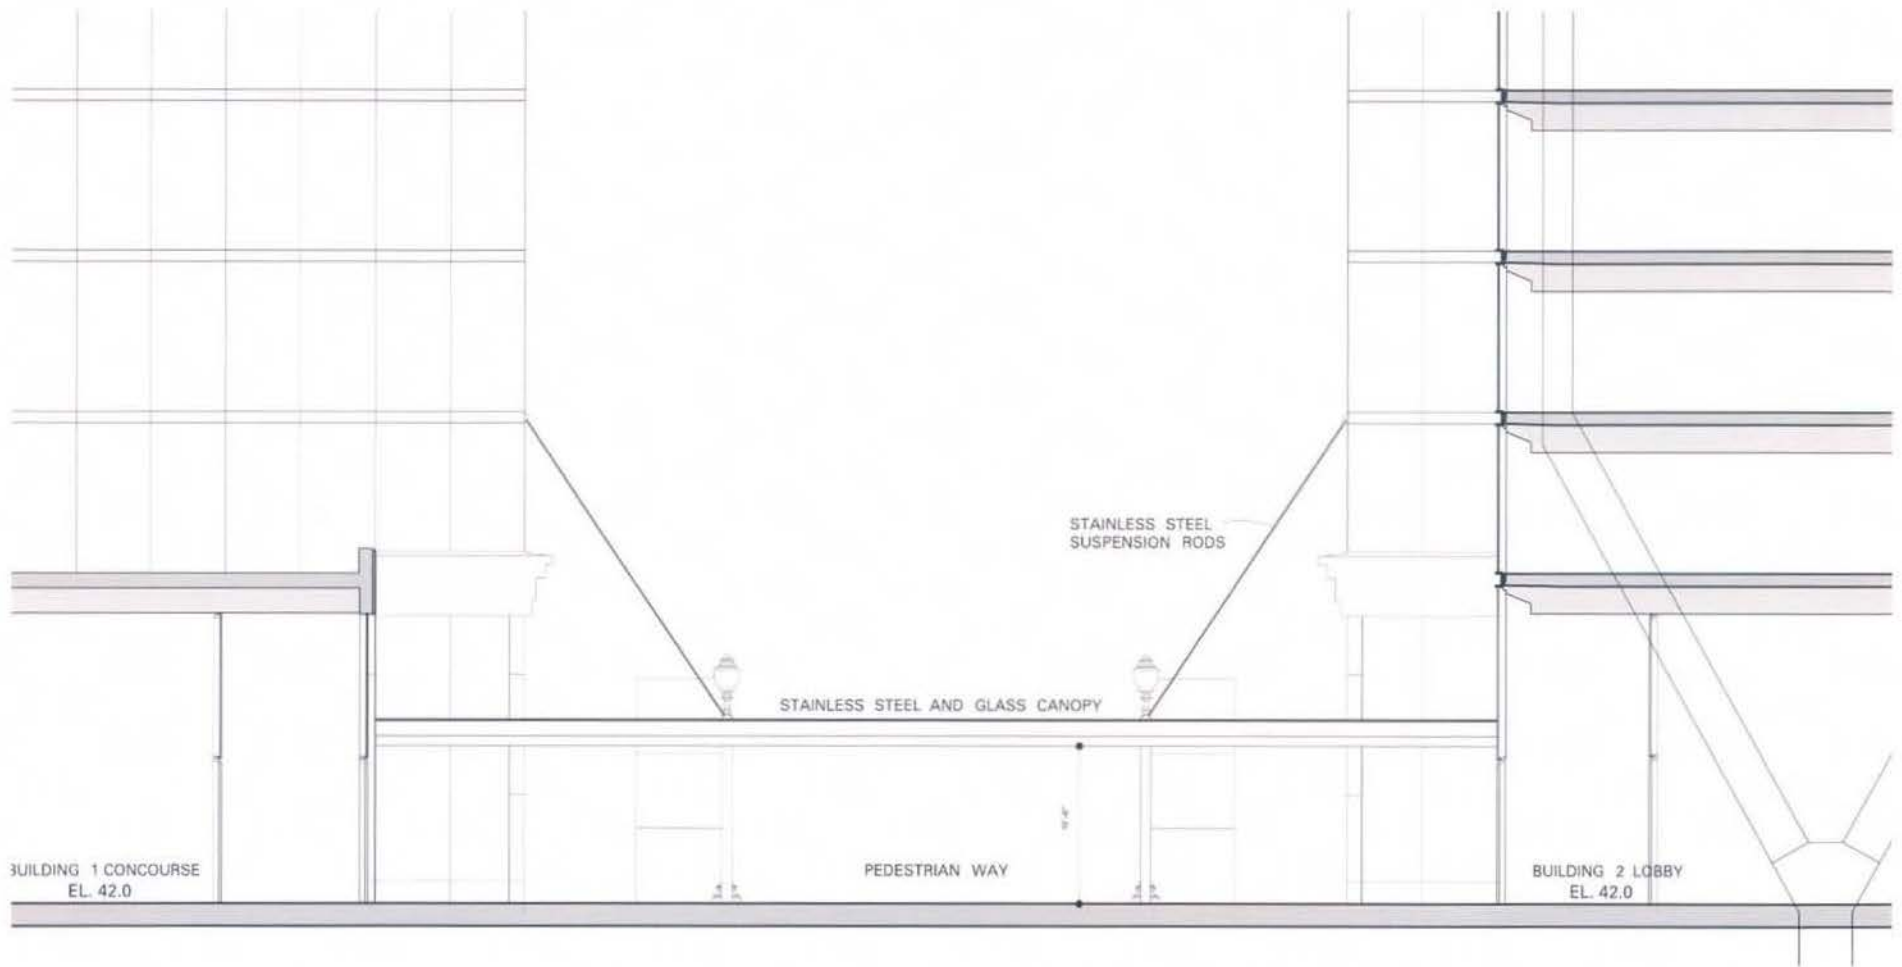 STAINLESS STEEL
SUSPENSION RODS
STAINLESS STEEL AND GLASS CANOPY
BUILDING 1 CONCOURSE
EL. 42.0
PEDESTRIAN WAY
BUILDING 2 LOBBY
EL. 42.0